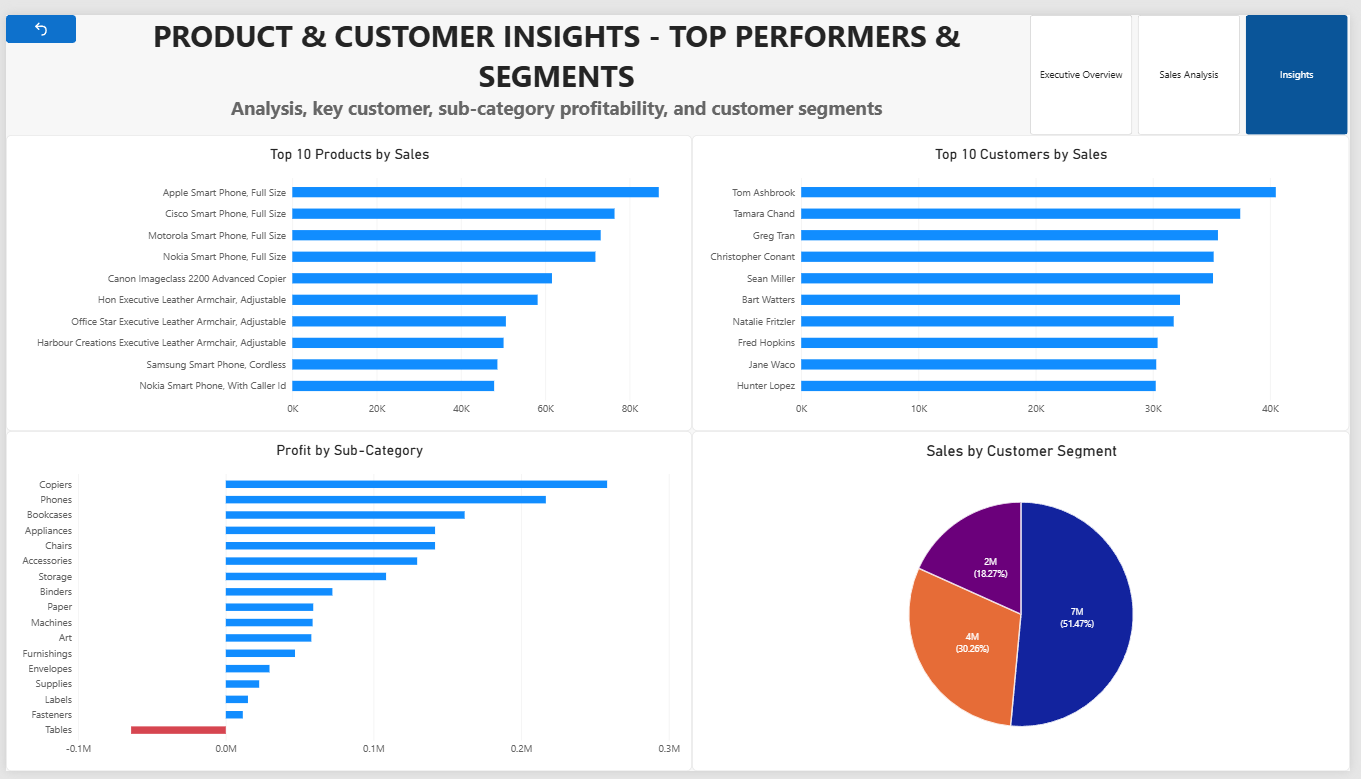 PRODUCT & CUSTOMER INSIGHTS - TOP PERFORMERS &
SEGMENTS
Analysis, key customer, sub-category profitability, and customer segments
Executive Overview
Sales Analysis
Insights
Top 10 Products by Sales
Apple Smart Phone, Full Size
Cisco Smart Phone, Full Size
Motorola Smart Phone, Full Size
Nokia Smart Phone, Full Size
Canon Imageclass 2200 Advanced Copier
Hon Executive Leather Armchair, Adjustable
Office Star Executive Leather Armchair, Adjustable
Harbour Creations Executive Leather Armchair, Adjustable
Samsung Smart Phone, Cordless
Nokia Smart Phone, With Caller Id
0K 20K 40K 60K 80K
Top 10 Customers by Sales
Tom Ashbrook
Tamara Chand
Greg Tran
Christopher Conant
Sean Miller
Bart Watters
Natalie Fritzler
Fred Hopkins
Jane Waco
Hunter Lopez
0K 10K 20K 30K 40K
Profit by Sub-Category
Copiers
Phones
Bookcases
Appliances
Chairs
Accessories
Storage
Binders
Paper
Machines
Art
Furnishings
Envelopes
Supplies
Labels
Fasteners
Tables
-0.1M 0.0M 0.1M 0.2M 0.3M
Sales by Customer Segment
2M
(18.27%)
7M
(51.47%)
4M
(30.26%)